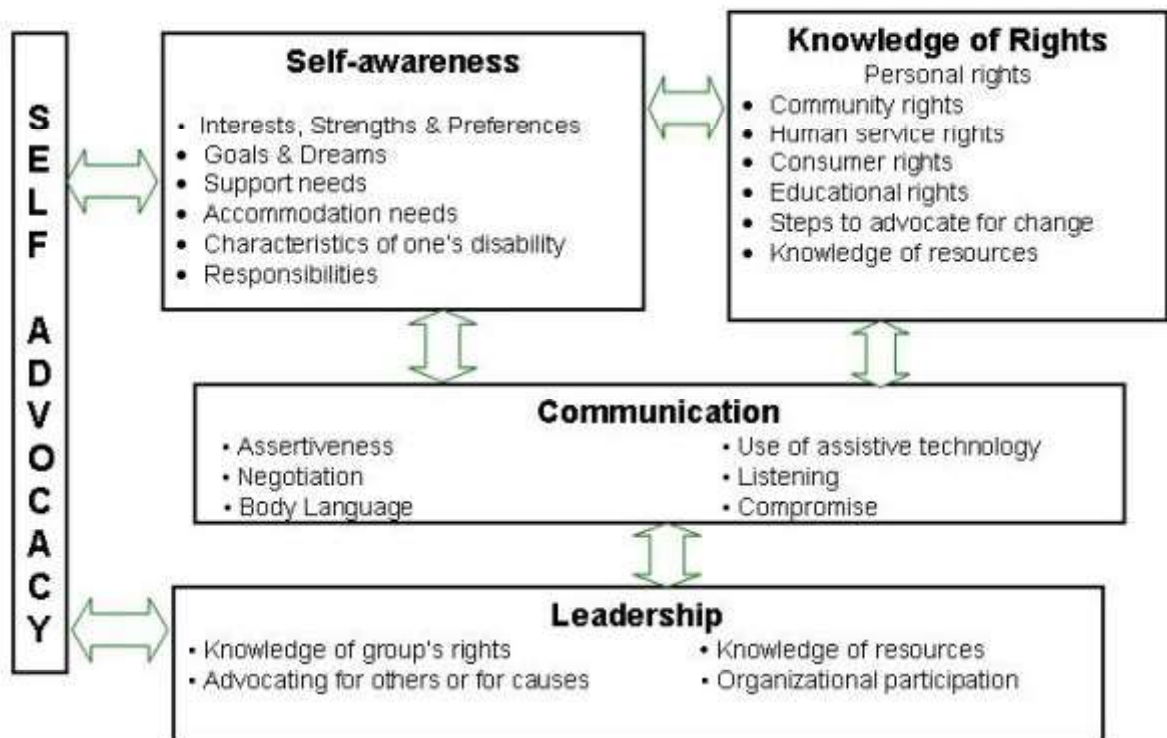 SELF ADVOCACY
Self-awareness
• Interests, Strengths & Preferences
• Goals & Dreams
• Support needs
• Accommodation needs
• Characteristics of one's disability
• Responsibilities
Knowledge of Rights
Personal rights
• Community rights
• Human service rights
• Consumer rights
• Educational rights
• Steps to advocate for change
• Knowledge of resources
Communication
• Assertiveness
• Negotiation
• Body Language
• Use of assistive technology
• Listening
• Compromise
Leadership
• Knowledge of group's rights
• Advocating for others or for causes
• Knowledge of resources
• Organizational participation